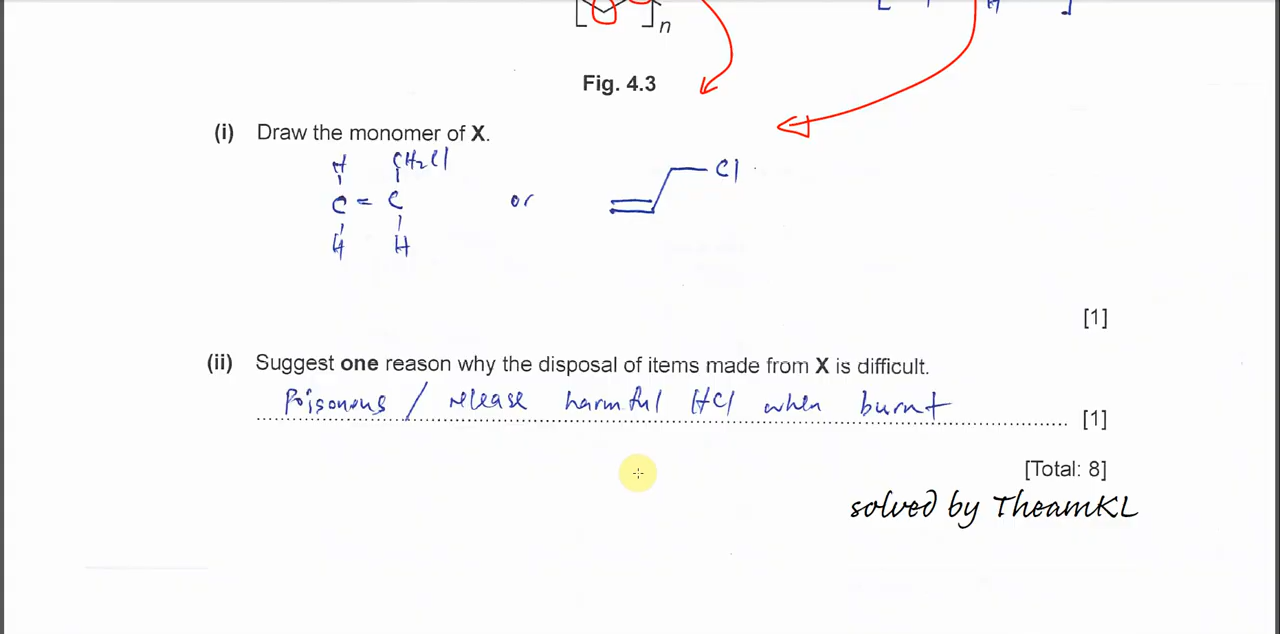 n
Fig. 4.3
(i) Draw the monomer of X.
H CH₂Cl
C = C or Cl
H H
[1]
(ii) Suggest one reason why the disposal of items made from X is difficult.
Poisonous / release harmful HCl when burnt [1]
[Total: 8]
solved by TheamKL